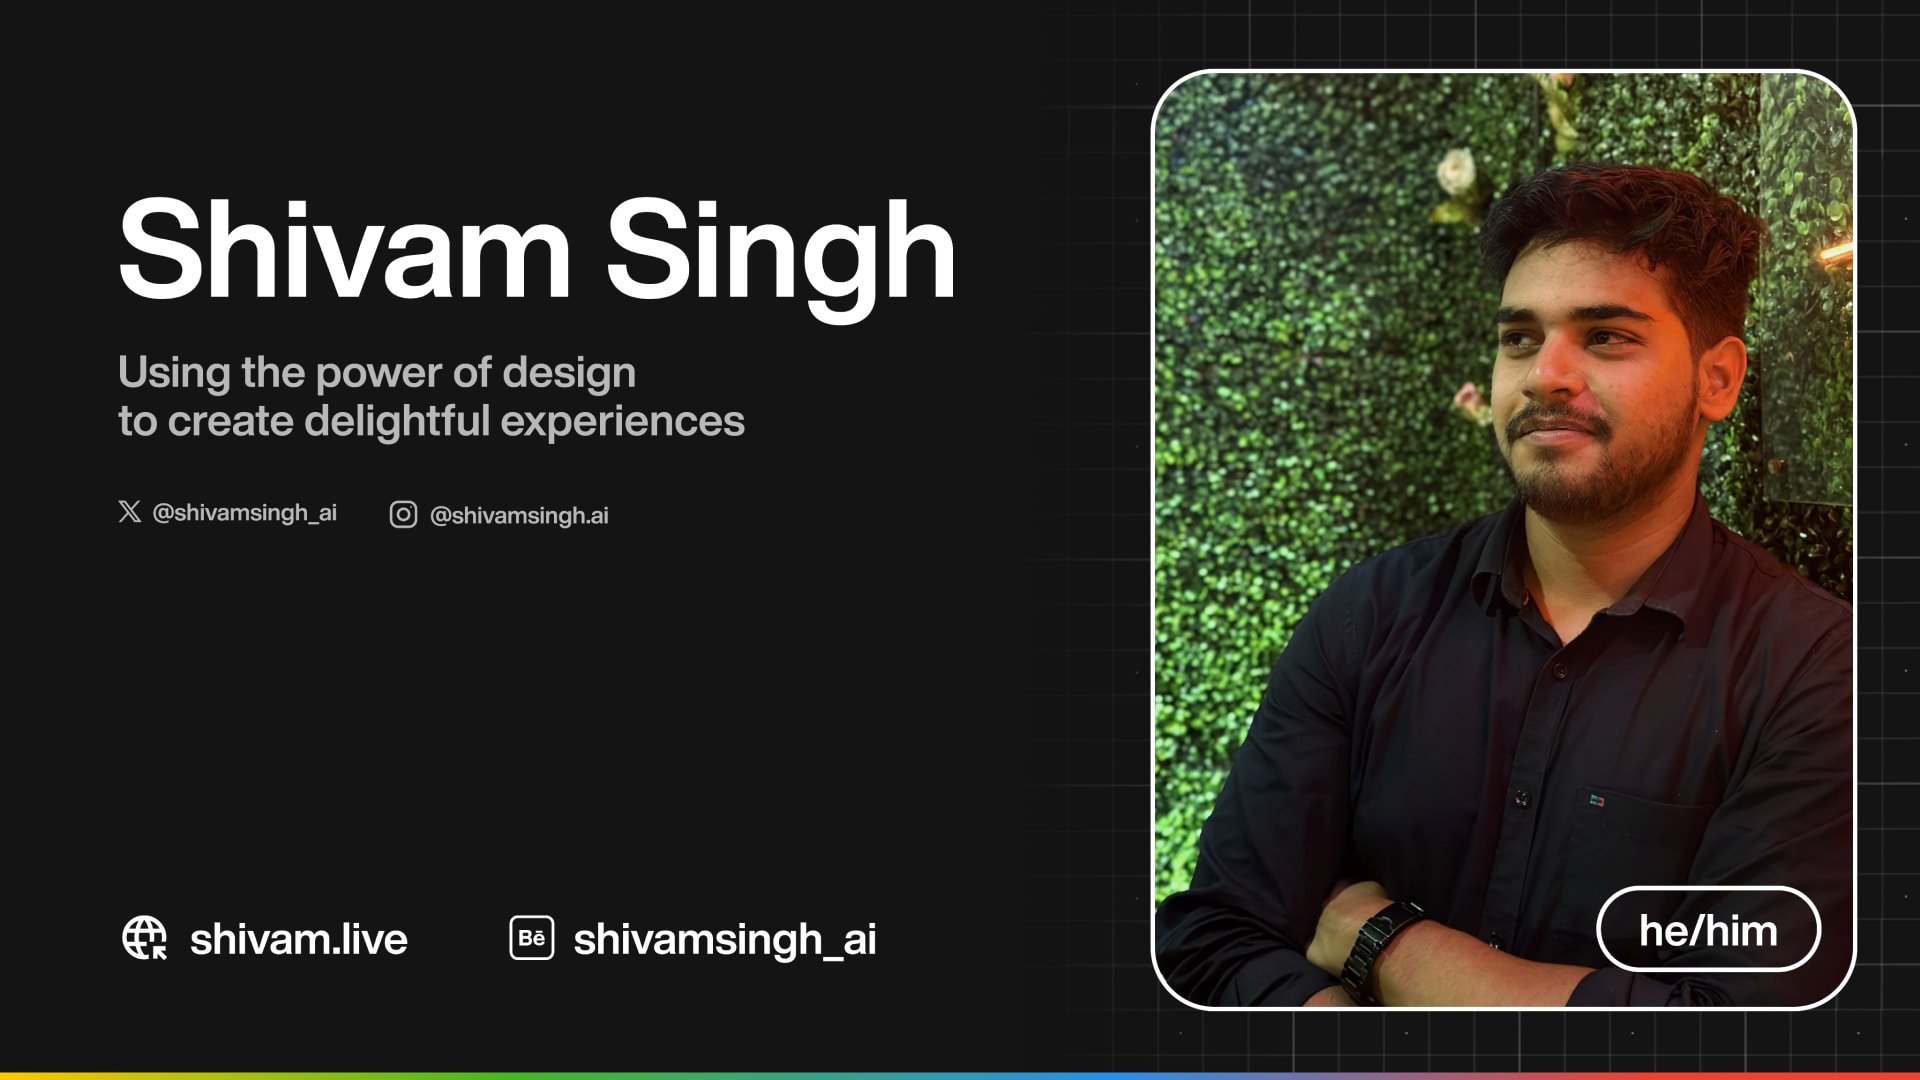 Shivam Singh
Using the power of design
to create delightful experiences
@shivamsingh_ai
@shivamsingh.ai
shivam.live
Bē shivamsingh_ai
he/him